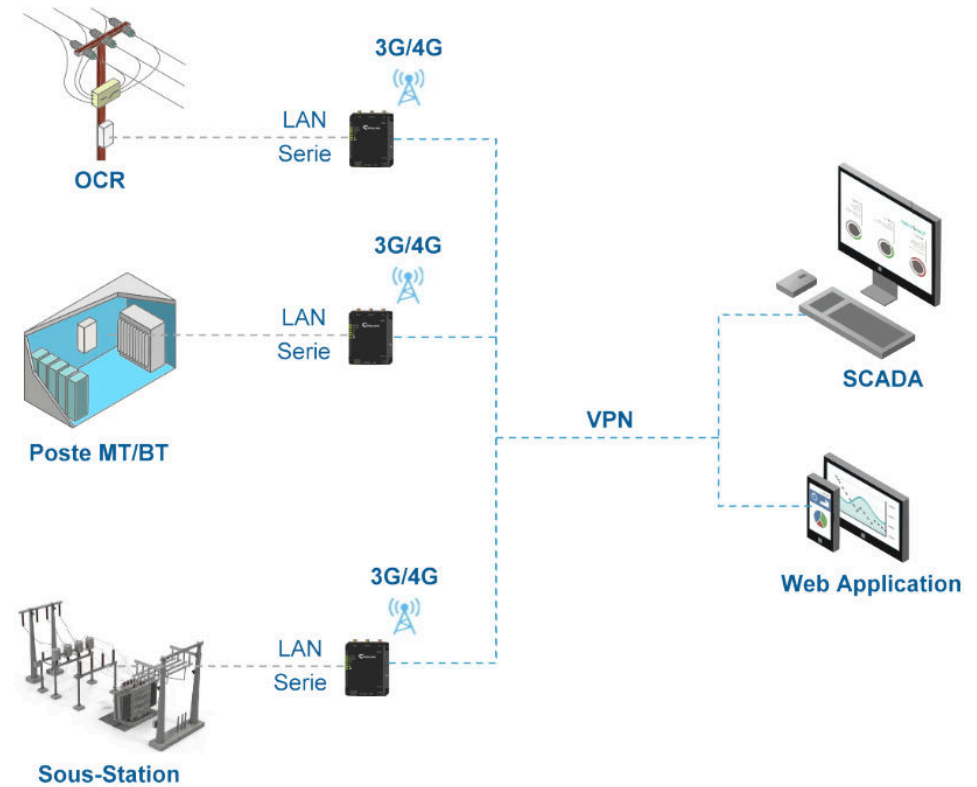 3G/4G
LAN
Serie
OCR
3G/4G
LAN
Serie
Poste MT/BT
SCADA
VPN
3G/4G
LAN
Serie
Web Application
Sous-Station